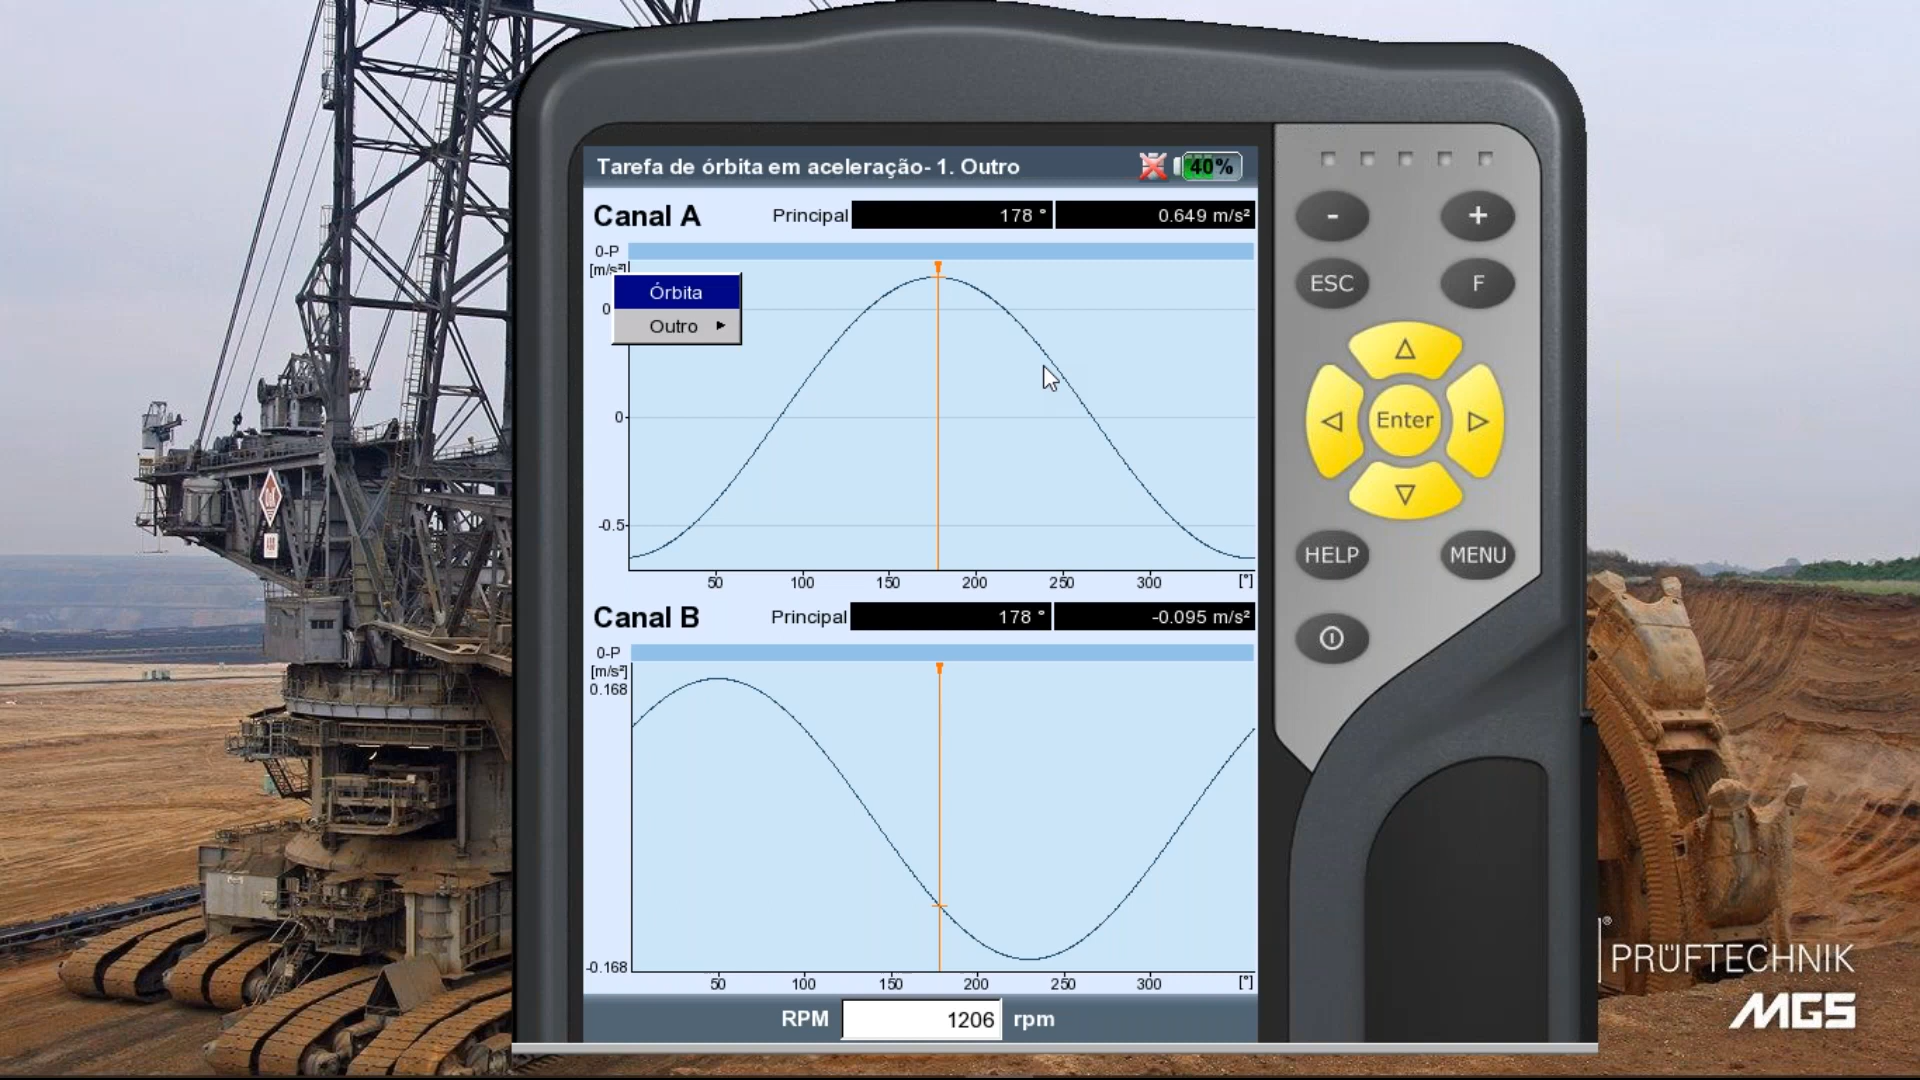 Tarefa de órbita em aceleração- 1. Outro
40%
Canal A Principal 178 ° 0.649 m/s²
0-P
[m/s²]
Órbita
Outro
0
0
-0.5
50 100 150 200 250 300 [°]
Canal B Principal 178 ° -0.095 m/s²
0-P
[m/s²]
0.168
-0.168
50 100 150 200 250 300 [°]
RPM 1206 rpm
- +
ESC F
Enter
HELP MENU
PRÜFTECHNIK
MGS